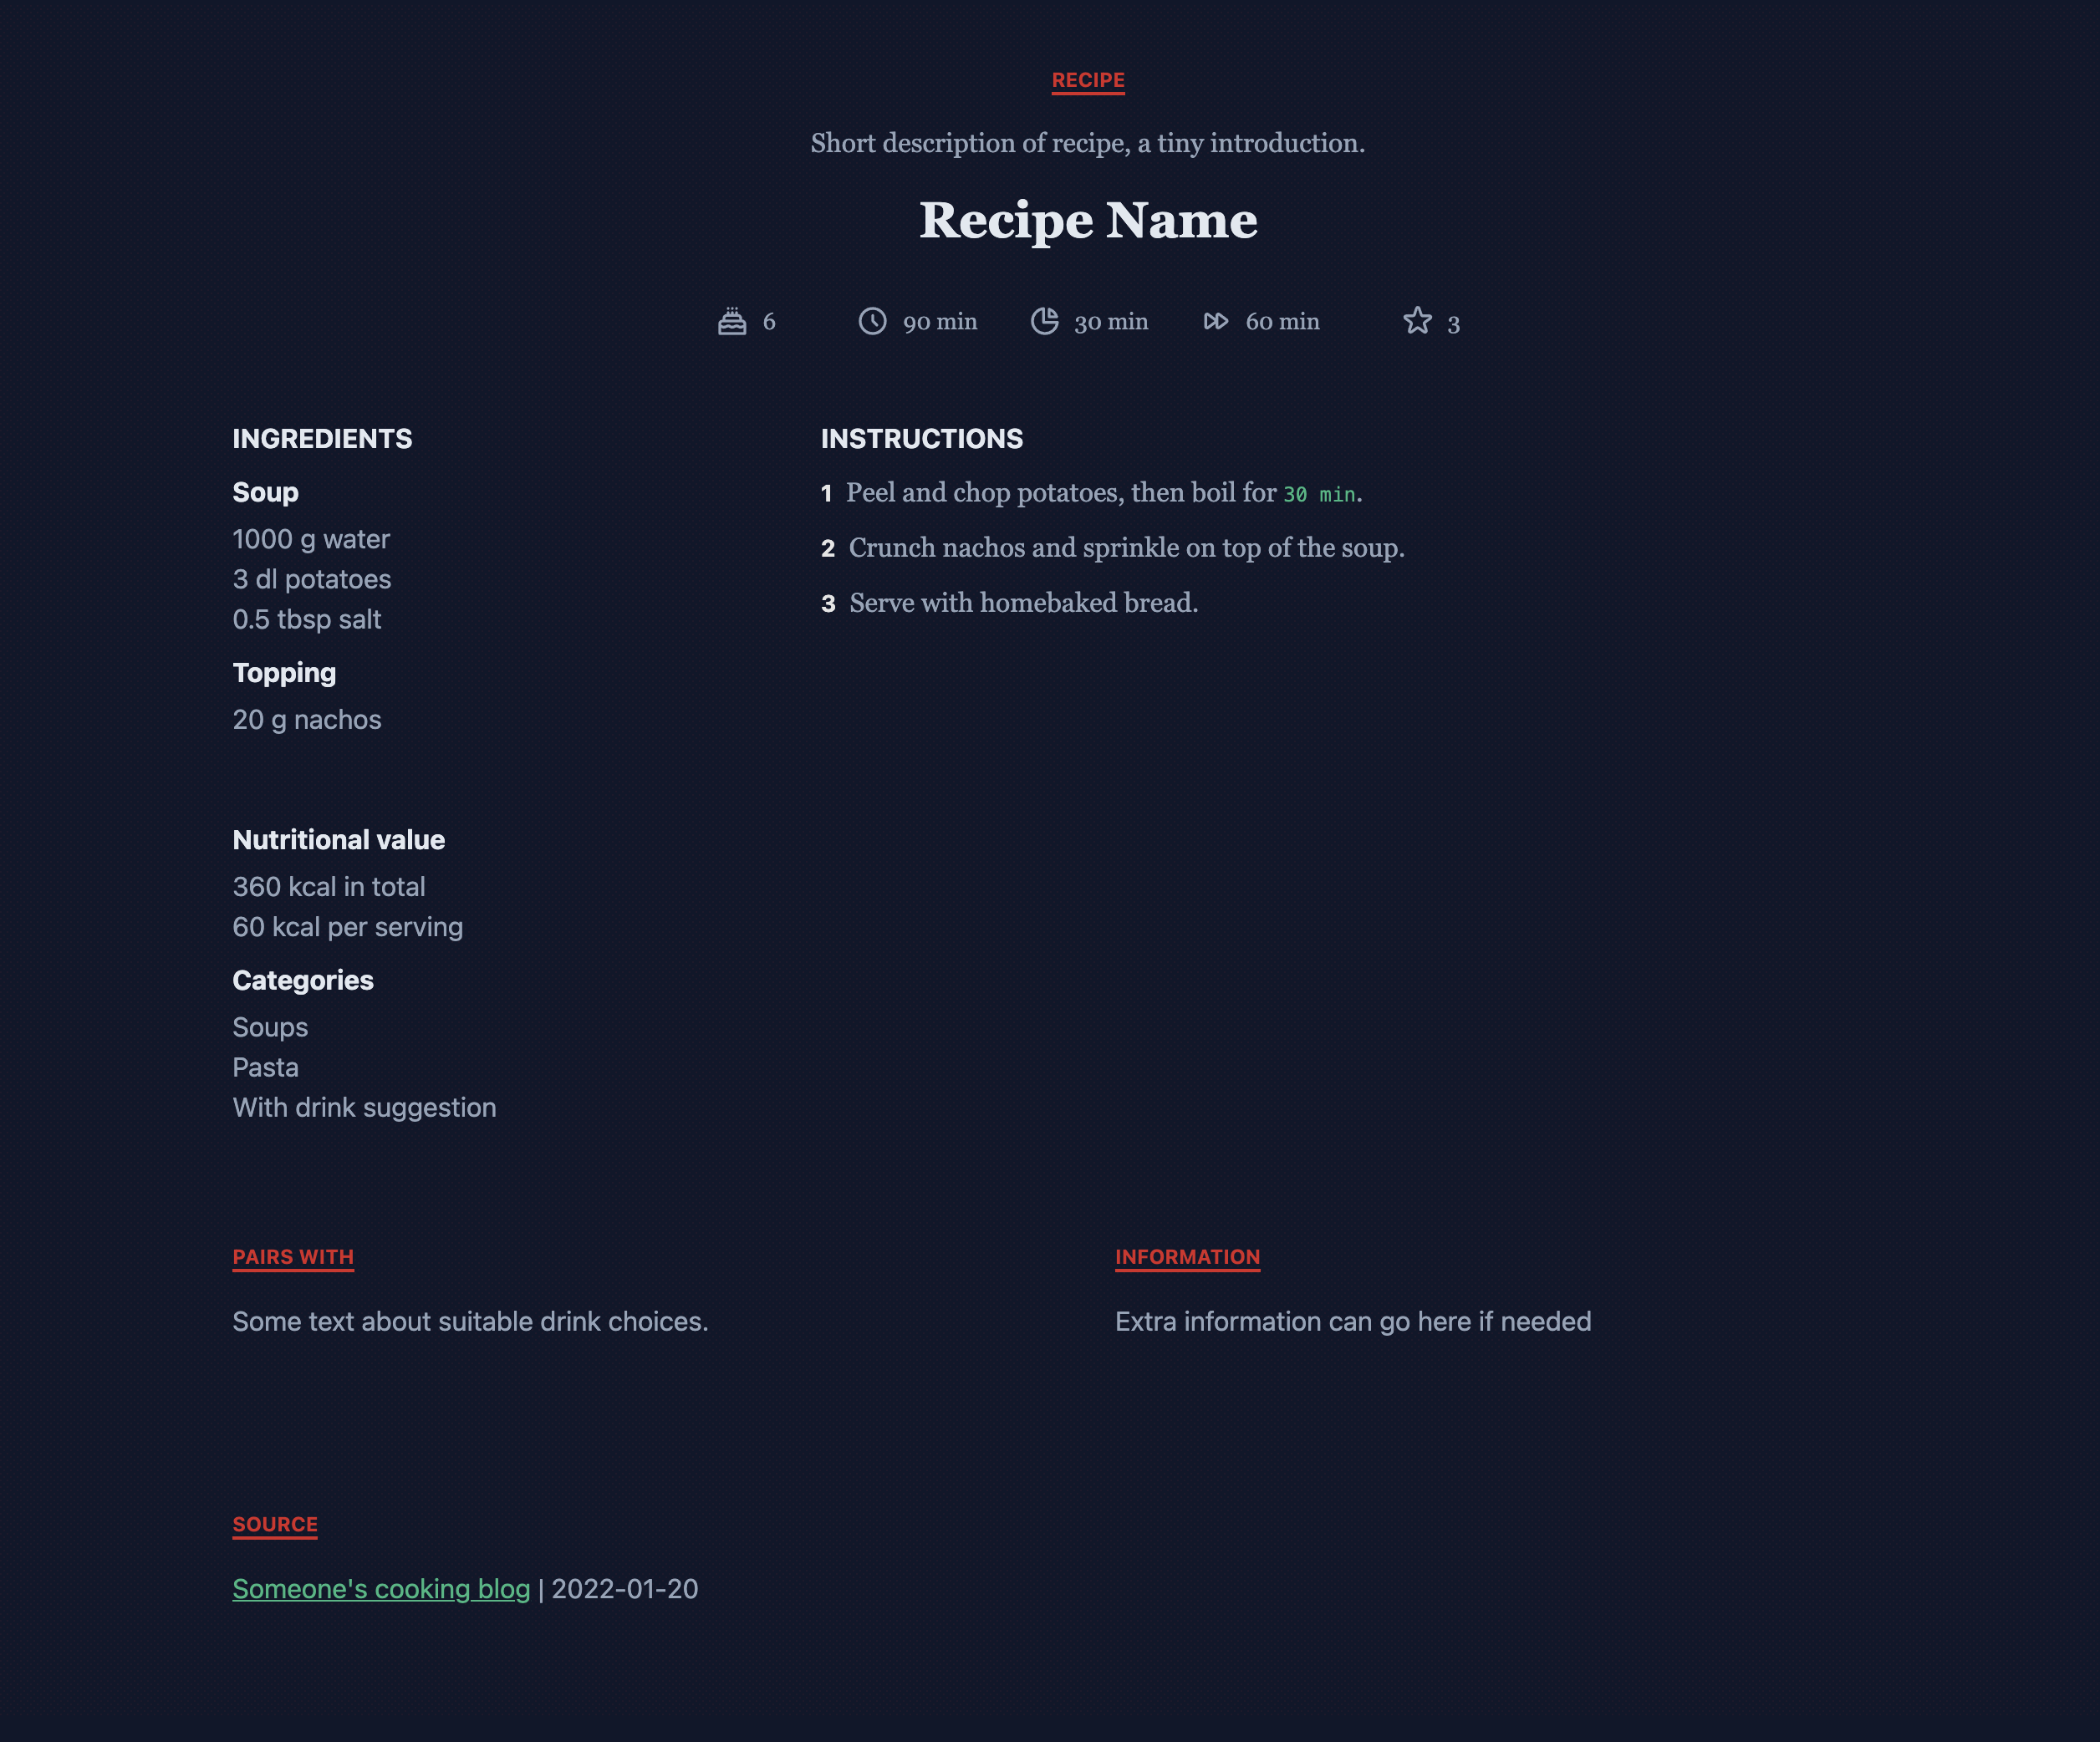 RECIPE
Short description of recipe, a tiny introduction.
Recipe Name
6 90 min 30 min 60 min 3
INGREDIENTS
Soup
1000 g water
3 dl potatoes
0.5 tbsp salt
Topping
20 g nachos
Nutritional value
360 kcal in total
60 kcal per serving
Categories
Soups
Pasta
With drink suggestion
INSTRUCTIONS
1 Peel and chop potatoes, then boil for 30 min.
2 Crunch nachos and sprinkle on top of the soup.
3 Serve with homebaked bread.
PAIRS WITH
Some text about suitable drink choices.
INFORMATION
Extra information can go here if needed
SOURCE
Someone's cooking blog | 2022-01-20